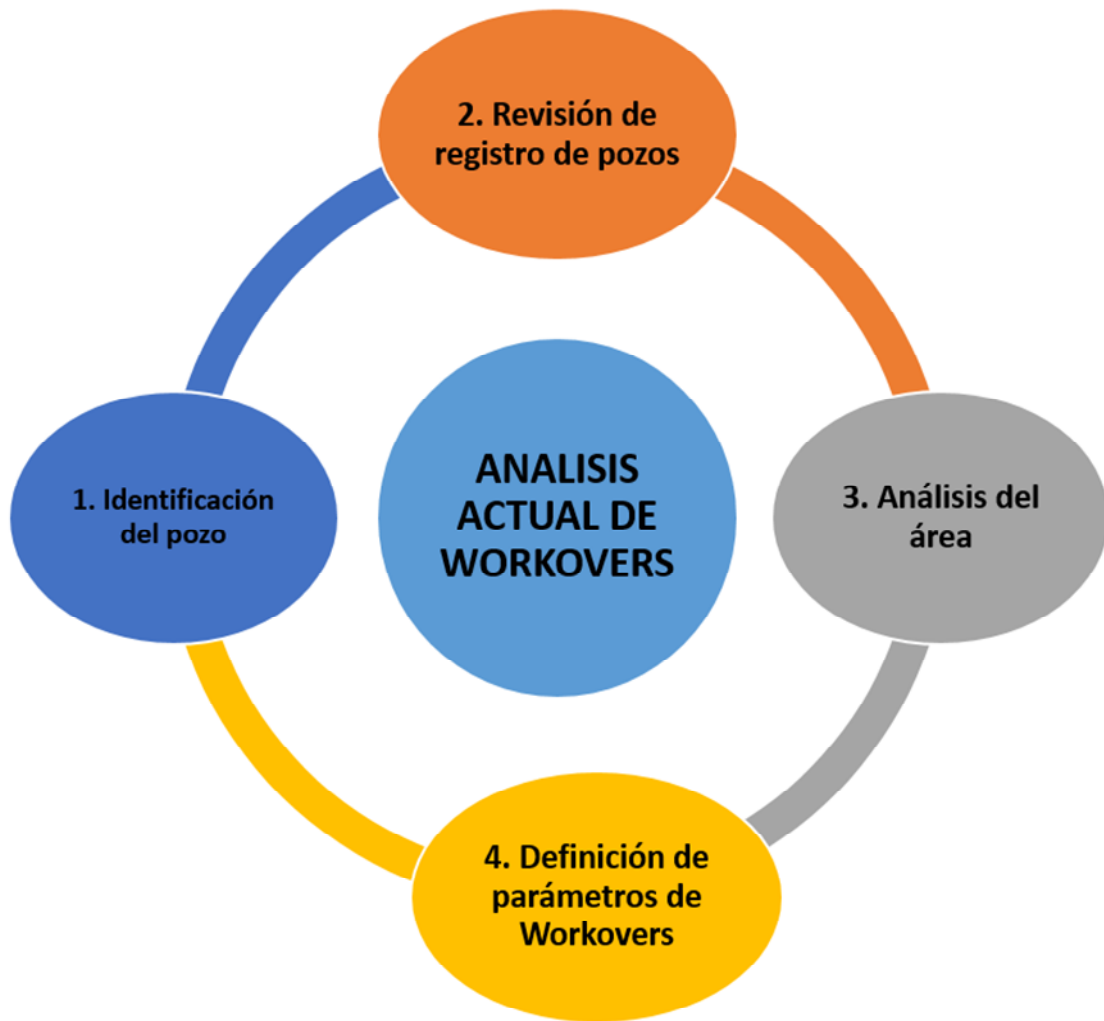 2. Revisión de
registro de pozos
1. Identificación
del pozo
ANALISIS
ACTUAL DE
WORKOVERS
3. Análisis del
área
4. Definición de
parámetros de
Workovers